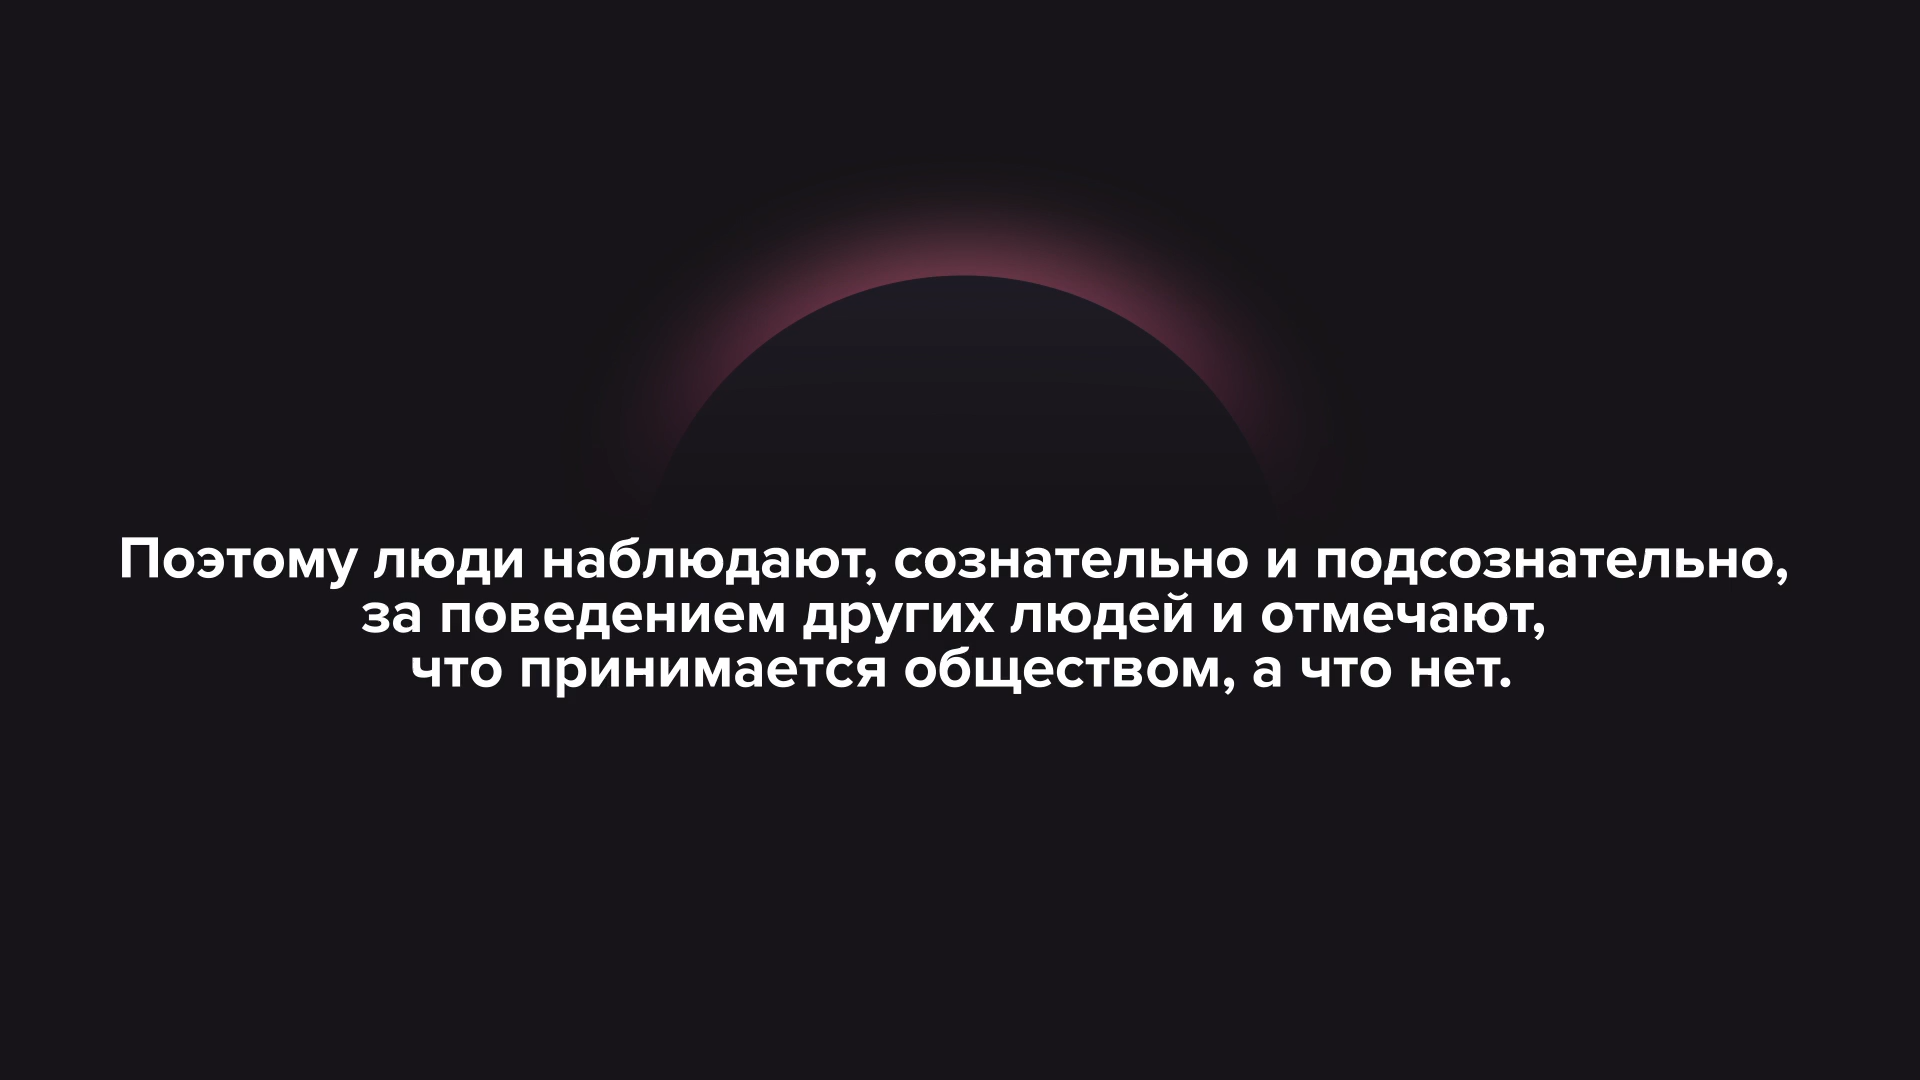 Поэтому люди наблюдают, сознательно и подсознательно,
за поведением других людей и отмечают,
что принимается обществом, а что нет.